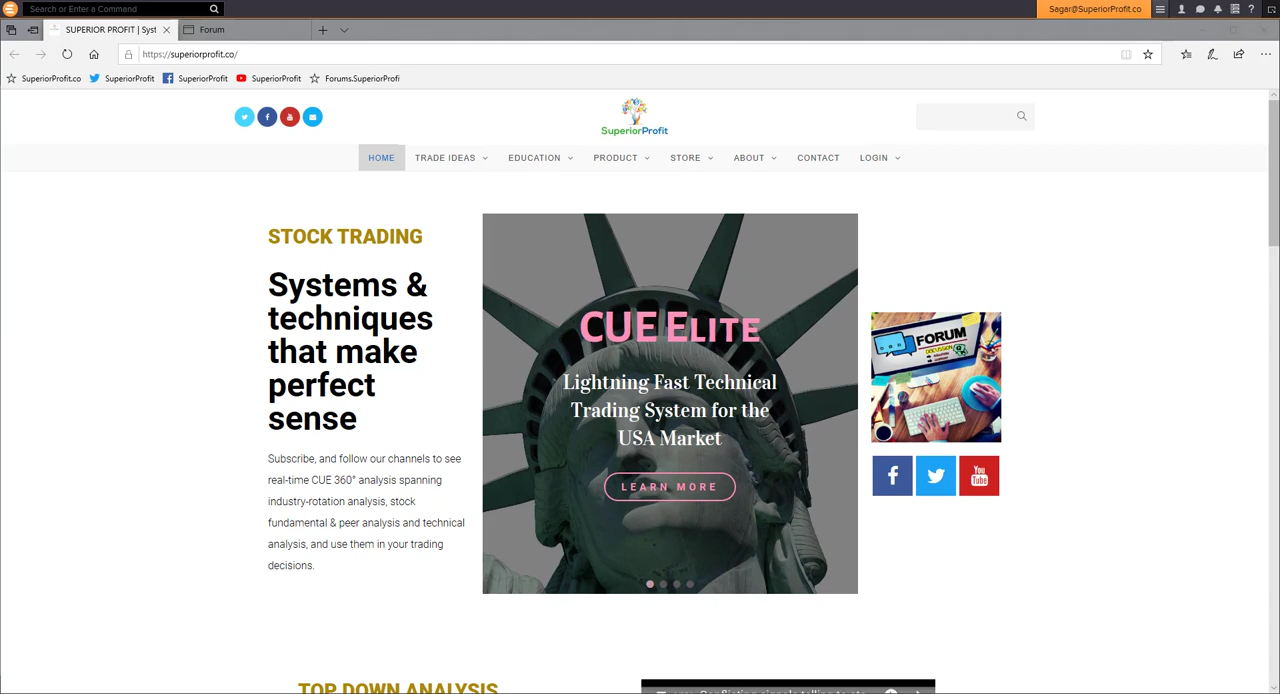 Search or Enter a Command
Sagar@SuperiorProfit.co
?
SUPERIOR PROFIT | Syst
Forum
https://superiorprofit.co/
SuperiorProfit.co
SuperiorProfit
SuperiorProfit
SuperiorProfit
Forums.SuperiorProfi
SuperiorProfit
HOME
TRADE IDEAS
EDUCATION
PRODUCT
STORE
ABOUT
CONTACT
LOGIN
STOCK TRADING
Systems &
techniques
that make
perfect
sense
Subscribe, and follow our channels to see
real-time CUE 360° analysis spanning
industry-rotation analysis, stock
fundamental & peer analysis and technical
analysis, and use them in your trading
decisions.
CUE ELITE
Lightning Fast Technical
Trading System for the
USA Market
LEARN MORE
FORUM
DISCUSSION
You
Tube
TOP DOWN ANALYSIS